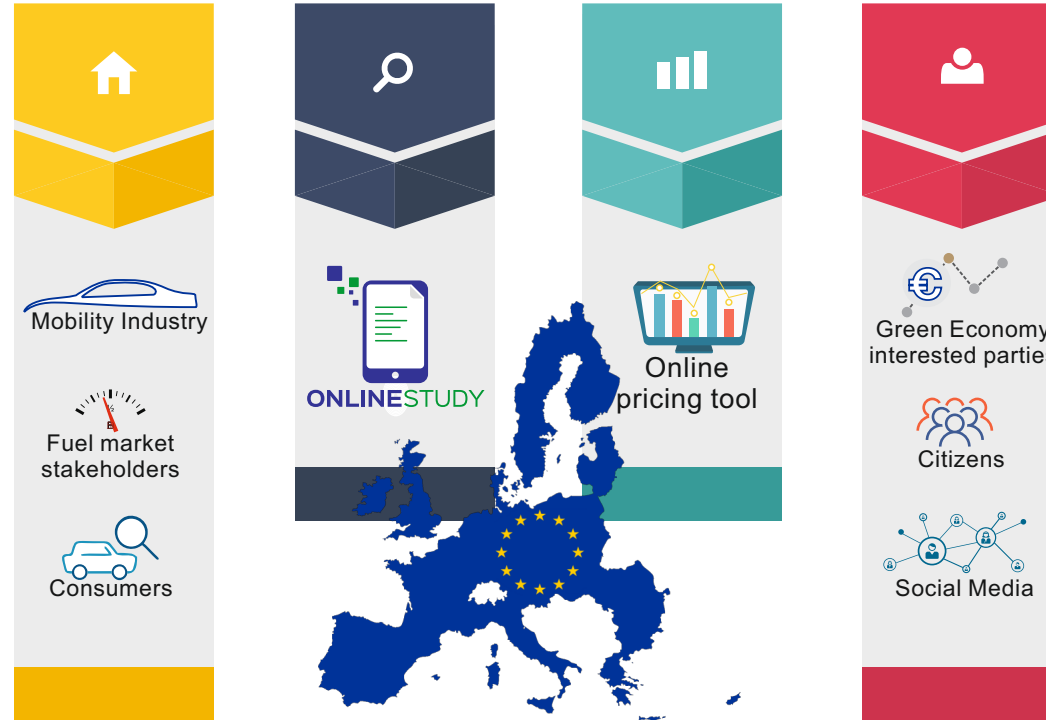 Mobility Industry
Fuel market
stakeholders
Consumers
ONLINESTUDY
Online
pricing tool
Green Economy
interested partie
Citizens
Social Media